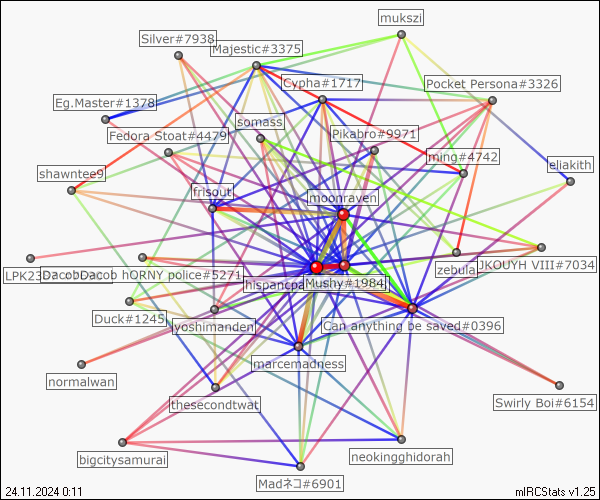 mukszi
Silver#7938
Majestic#3375
Cypha#1717
Pocket Persona#3326
Eg.Master#1378
somass
Fedora Stoat#4479
Pikabro#9971
ming#4742
eliakith
shawntee9
frisout
moonraven
LPK23
DacobDacob hORNY police#5271
hispancpa
Mushy#1984
zebula
JKOUYH VIII#7034
Duck#1245
yoshimanden
Can anything be saved#0396
marcemadness
normalwan
thesecondtwat
Swirly Boi#6154
bigcitysamurai
neokingghidorah
Madネコ#6901
24.11.2024 0:11
mIRCStats v1.25